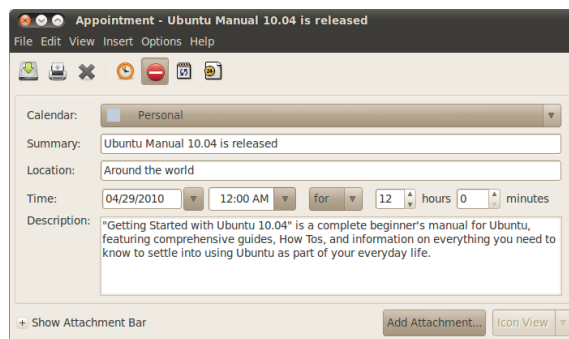 Appointment - Ubuntu Manual 10.04 is released
File Edit View Insert Options Help
Calendar: Personal
Summary: Ubuntu Manual 10.04 is released
Location: Around the world
Time: 04/29/2010 12:00 AM for 12 hours 0 minutes
Description: "Getting Started with Ubuntu 10.04" is a complete beginner's manual for Ubuntu,
featuring comprehensive guides, How Tos, and information on everything you need to
know to settle into using Ubuntu as part of your everyday life.
+ Show Attachment Bar Add Attachment... Icon View